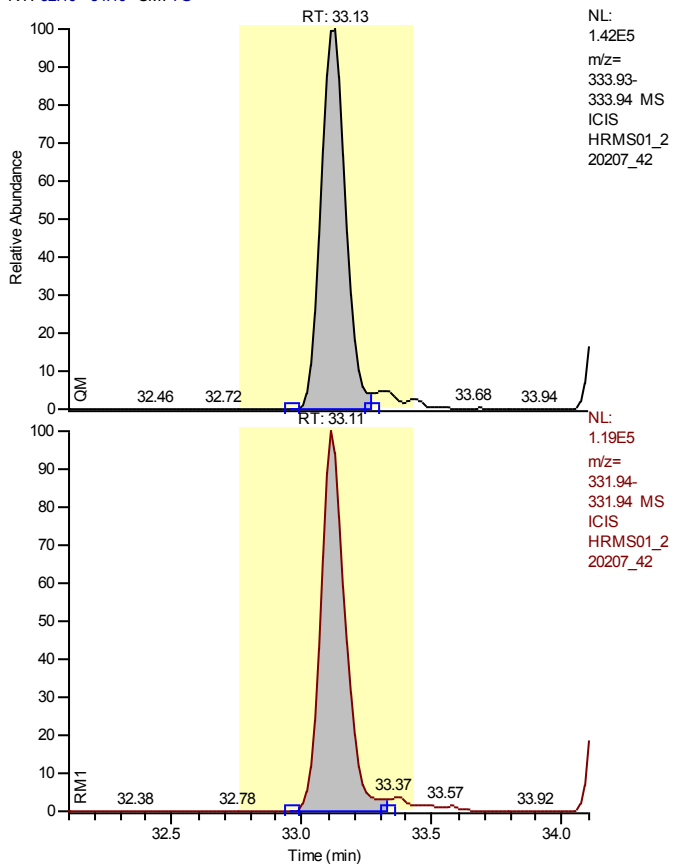 RT: 33.13
NL:
1.42E5
m/z=
333.93-
333.94 MS
ICIS
HRMS01_2
20207_42
100
90
80
70
60
50
40
30
20
10
0
Relative Abundance
QM
32.46
32.72
33.68
33.94
RT: 33.11
NL:
1.19E5
m/z=
331.94-
331.94 MS
ICIS
HRMS01_2
20207_42
100
90
80
70
60
50
40
30
20
10
0
RM1
32.38
32.78
33.37
33.57
33.92
32.5
33.0
33.5
34.0
Time (min)